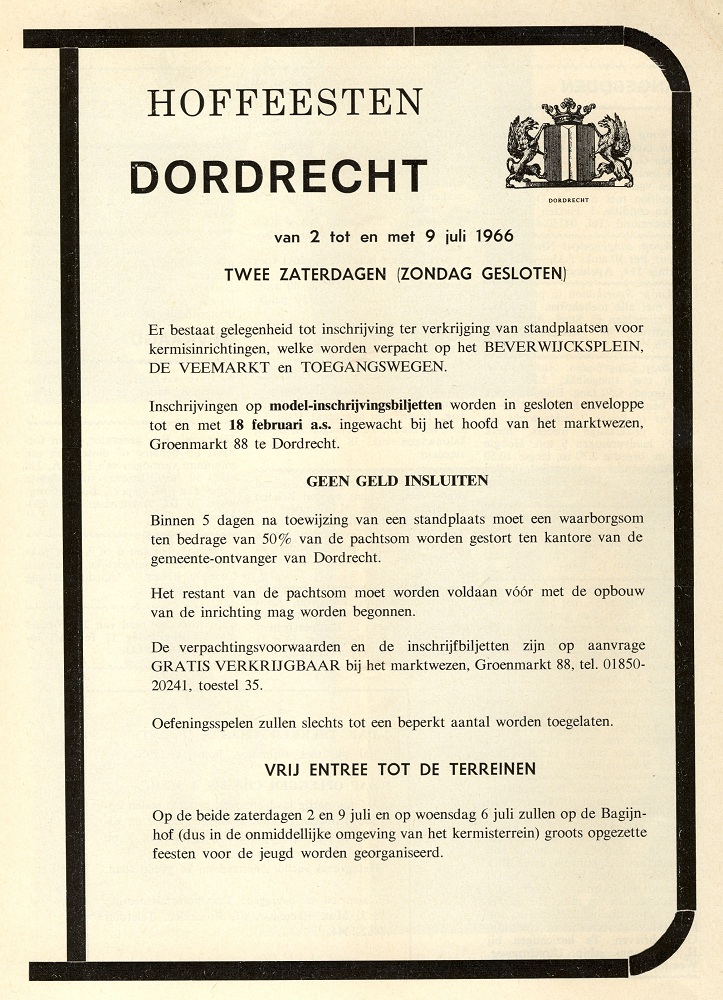 HOFFEESTEN
DORDRECHT
DORDRECHT
van 2 tot en met 9 juli 1966
TWEE ZATERDAGEN (ZONDAG GESLOTEN)
Er bestaat gelegenheid tot inschrijving ter verkrijging van standplaatsen voor
kermisinrichtingen, welke worden verpacht op het BEVERWIJCKSPLEIN,
DE VEEMARKT en TOEGANGSWEGEN.
Inschrijvingen op model-inschrijvingsbiljetten worden in gesloten enveloppe
tot en met 18 februari a.s. ingewacht bij het hoofd van het marktwezen,
Groenmarkt 88 te Dordrecht.
GEEN GELD INSLUITEN
Binnen 5 dagen na toewijzing van een standplaats moet een waarborgsom
ten bedrage van 50% van de pachtsom worden gestort ten kantore van de
gemeente-ontvanger van Dordrecht.
Het restant van de pachtsom moet worden voldaan vóór met de opbouw
van de inrichting mag worden begonnen.
De verpachtingsvoorwaarden en de inschrijfbiljetten zijn op aanvrage
GRATIS VERKRIJGBAAR bij het marktwezen, Groenmarkt 88, tel. 01850-
20241, toestel 35.
Oefeningsspelen zullen slechts tot een beperkt aantal worden toegelaten.
VRIJ ENTREE TOT DE TERREINEN
Op de beide zaterdagen 2 en 9 juli en op woensdag 6 juli zullen op de Bagijn-
hof (dus in de onmiddellijke omgeving van het kermisterrein) groots opgezette
feesten voor de jeugd worden georganiseerd.